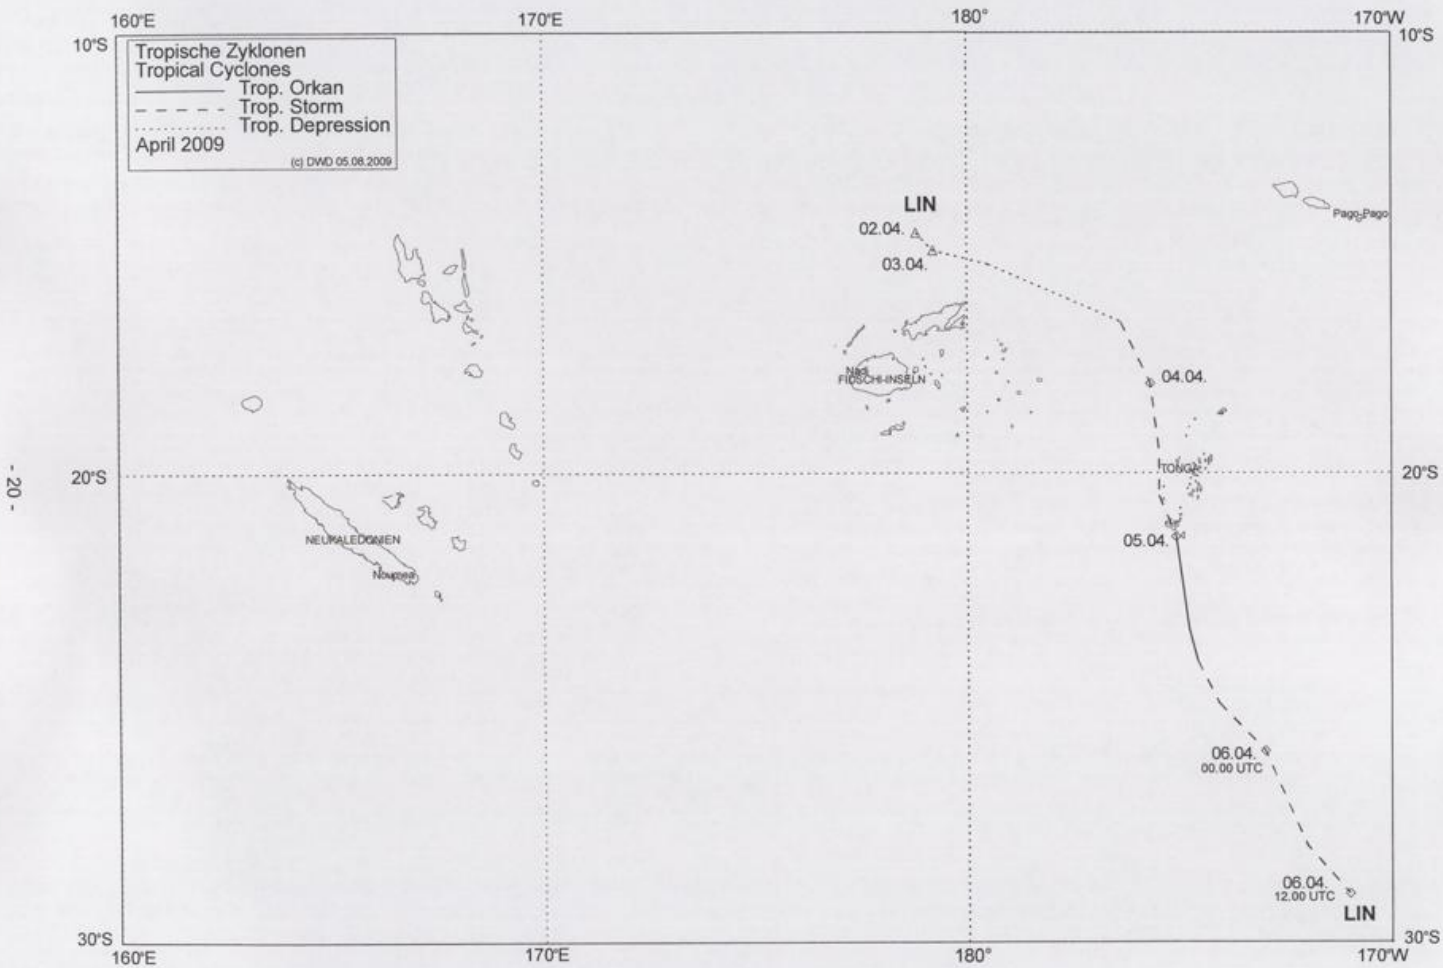 160°E 170°E 180° 170°W
10°S 10°S
Tropische Zyklonen
Tropical Cyclones
Trop. Orkan
Trop. Storm
Trop. Depression
April 2009
(c) DWD 05.08.2009
LIN
02.04.
03.04.
Pago-Pago
Nadi
FIDSCHI-INSELN
04.04.
TONGA
20°S 20°S
- 20 -
NEUKALEDONIEN
05.04.
Noumea
06.04.
00.00 UTC
06.04.
12.00 UTC
LIN
30°S 30°S
160°E 170°E 180° 170°W